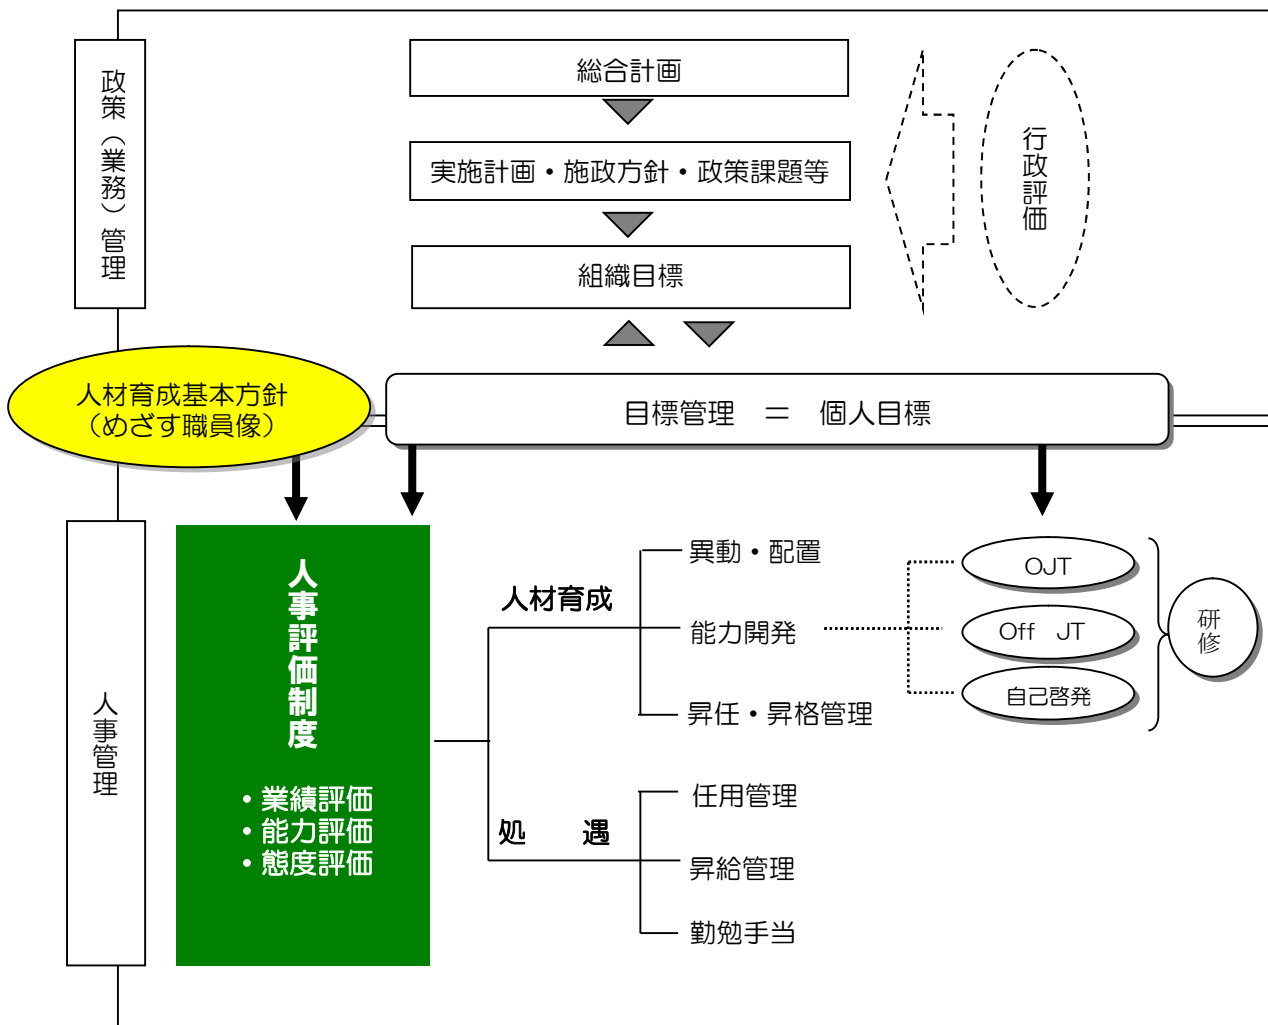 政策（業務）管理
総合計画
実施計画・施政方針・政策課題等
組織目標
行政評価
人材育成基本方針
（めざす職員像）
目標管理　＝　個人目標
人事管理
人事評価制度
・業績評価
・能力評価
・態度評価
人材育成
異動・配置
能力開発
昇任・昇格管理
OJT
Off　JT
自己啓発
研修
処　　遇
任用管理
昇給管理
勤勉手当